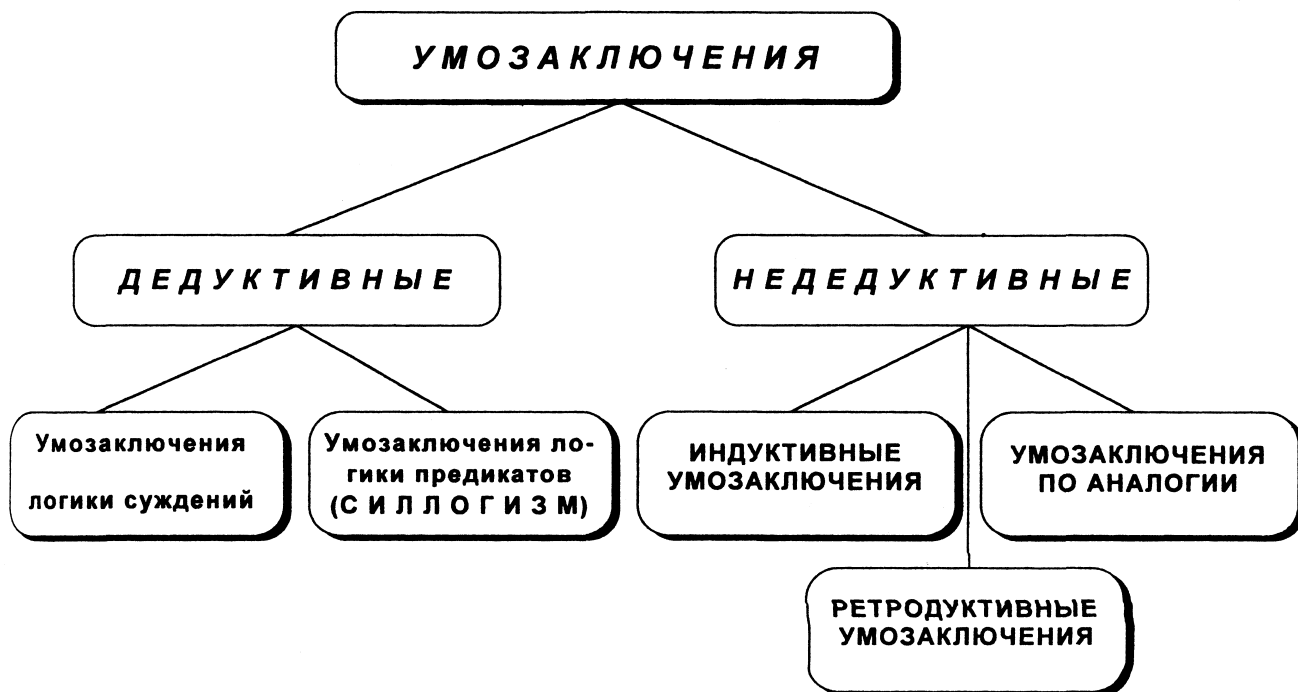 УМОЗАКЛЮЧЕНИЯ
ДЕДУКТИВНЫЕ
НЕДЕДУКТИВНЫЕ
Умозаключения
логики суждений
Умозаключения ло-
гики предикатов
(СИЛЛОГИЗМ)
ИНДУКТИВНЫЕ
УМОЗАКЛЮЧЕНИЯ
УМОЗАКЛЮЧЕНИЯ
ПО АНАЛОГИИ
РЕТРОДУКТИВНЫЕ
УМОЗАКЛЮЧЕНИЯ